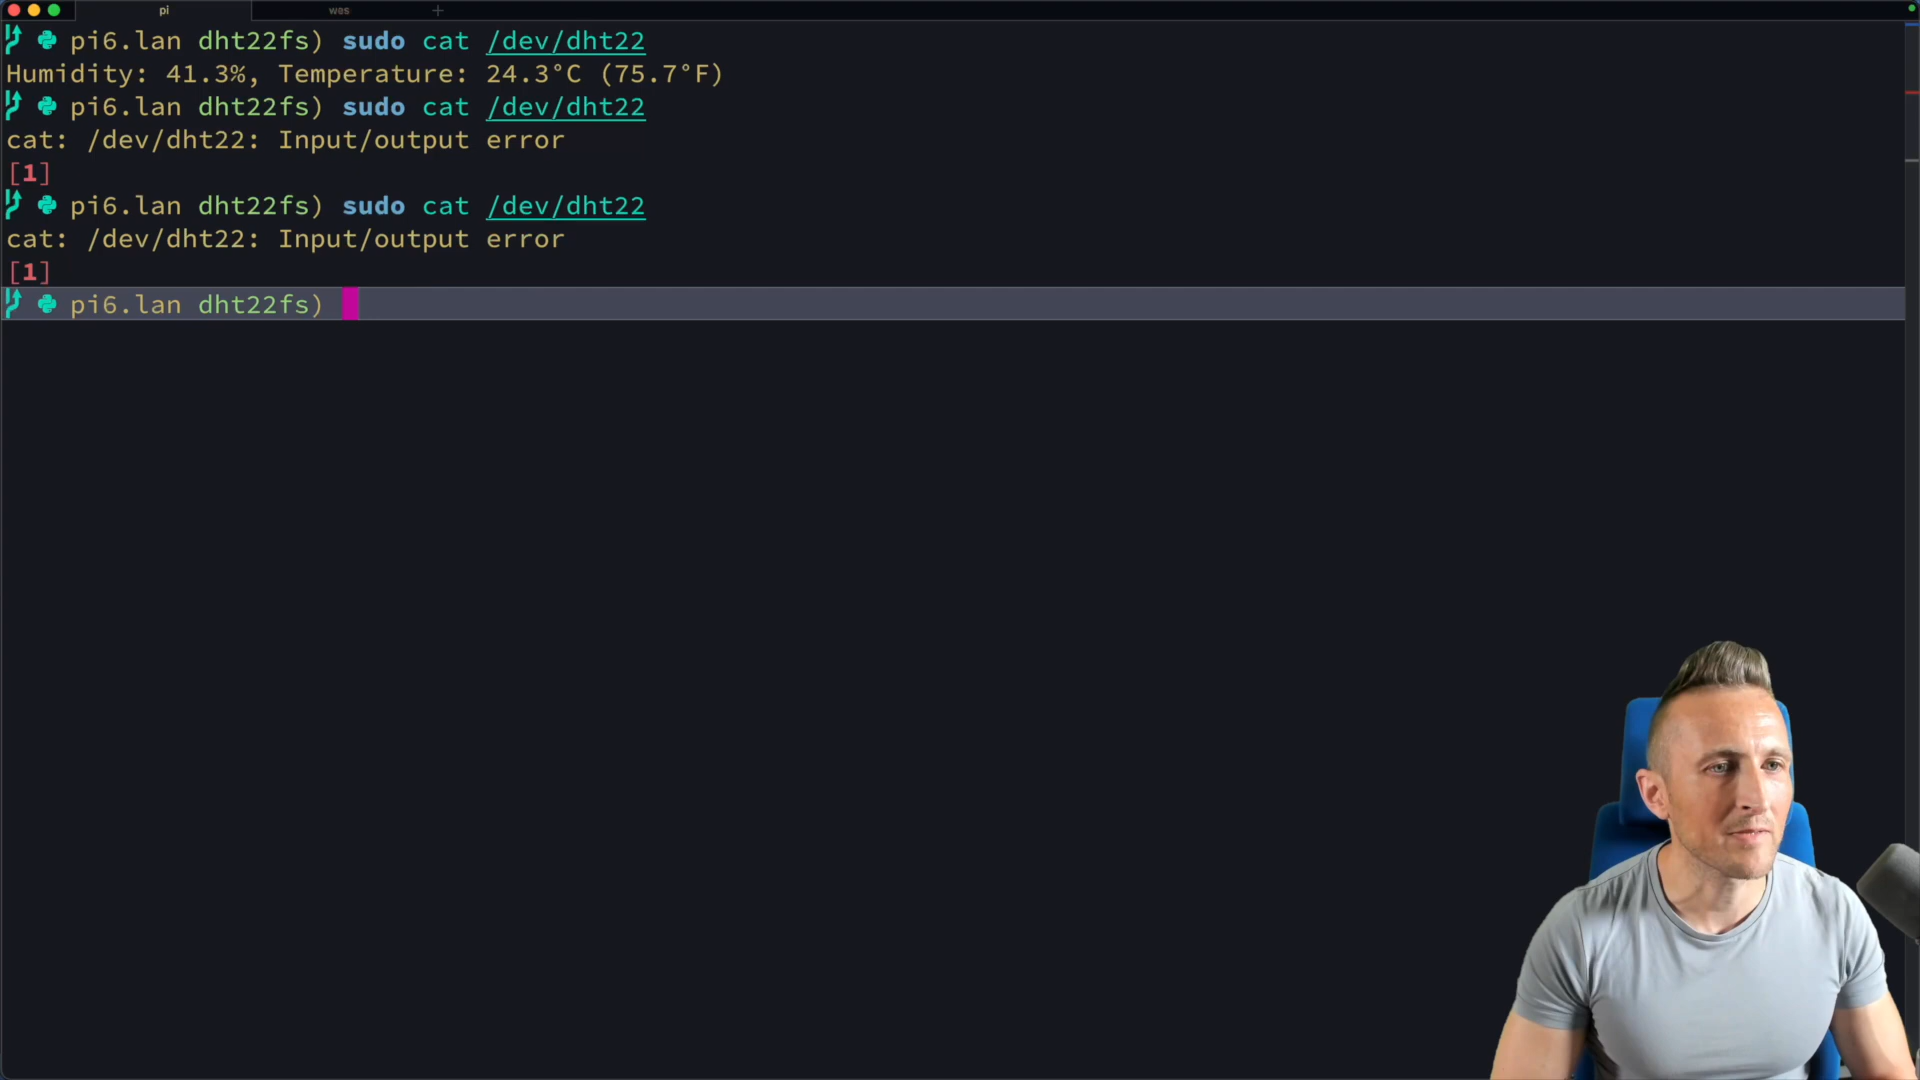 pi
was
pi6.lan dht22fs) sudo cat /dev/dht22
Humidity: 41.3%, Temperature: 24.3°C (75.7°F)
pi6.lan dht22fs) sudo cat /dev/dht22
cat: /dev/dht22: Input/output error
[1]
pi6.lan dht22fs) sudo cat /dev/dht22
cat: /dev/dht22: Input/output error
[1]
pi6.lan dht22fs)